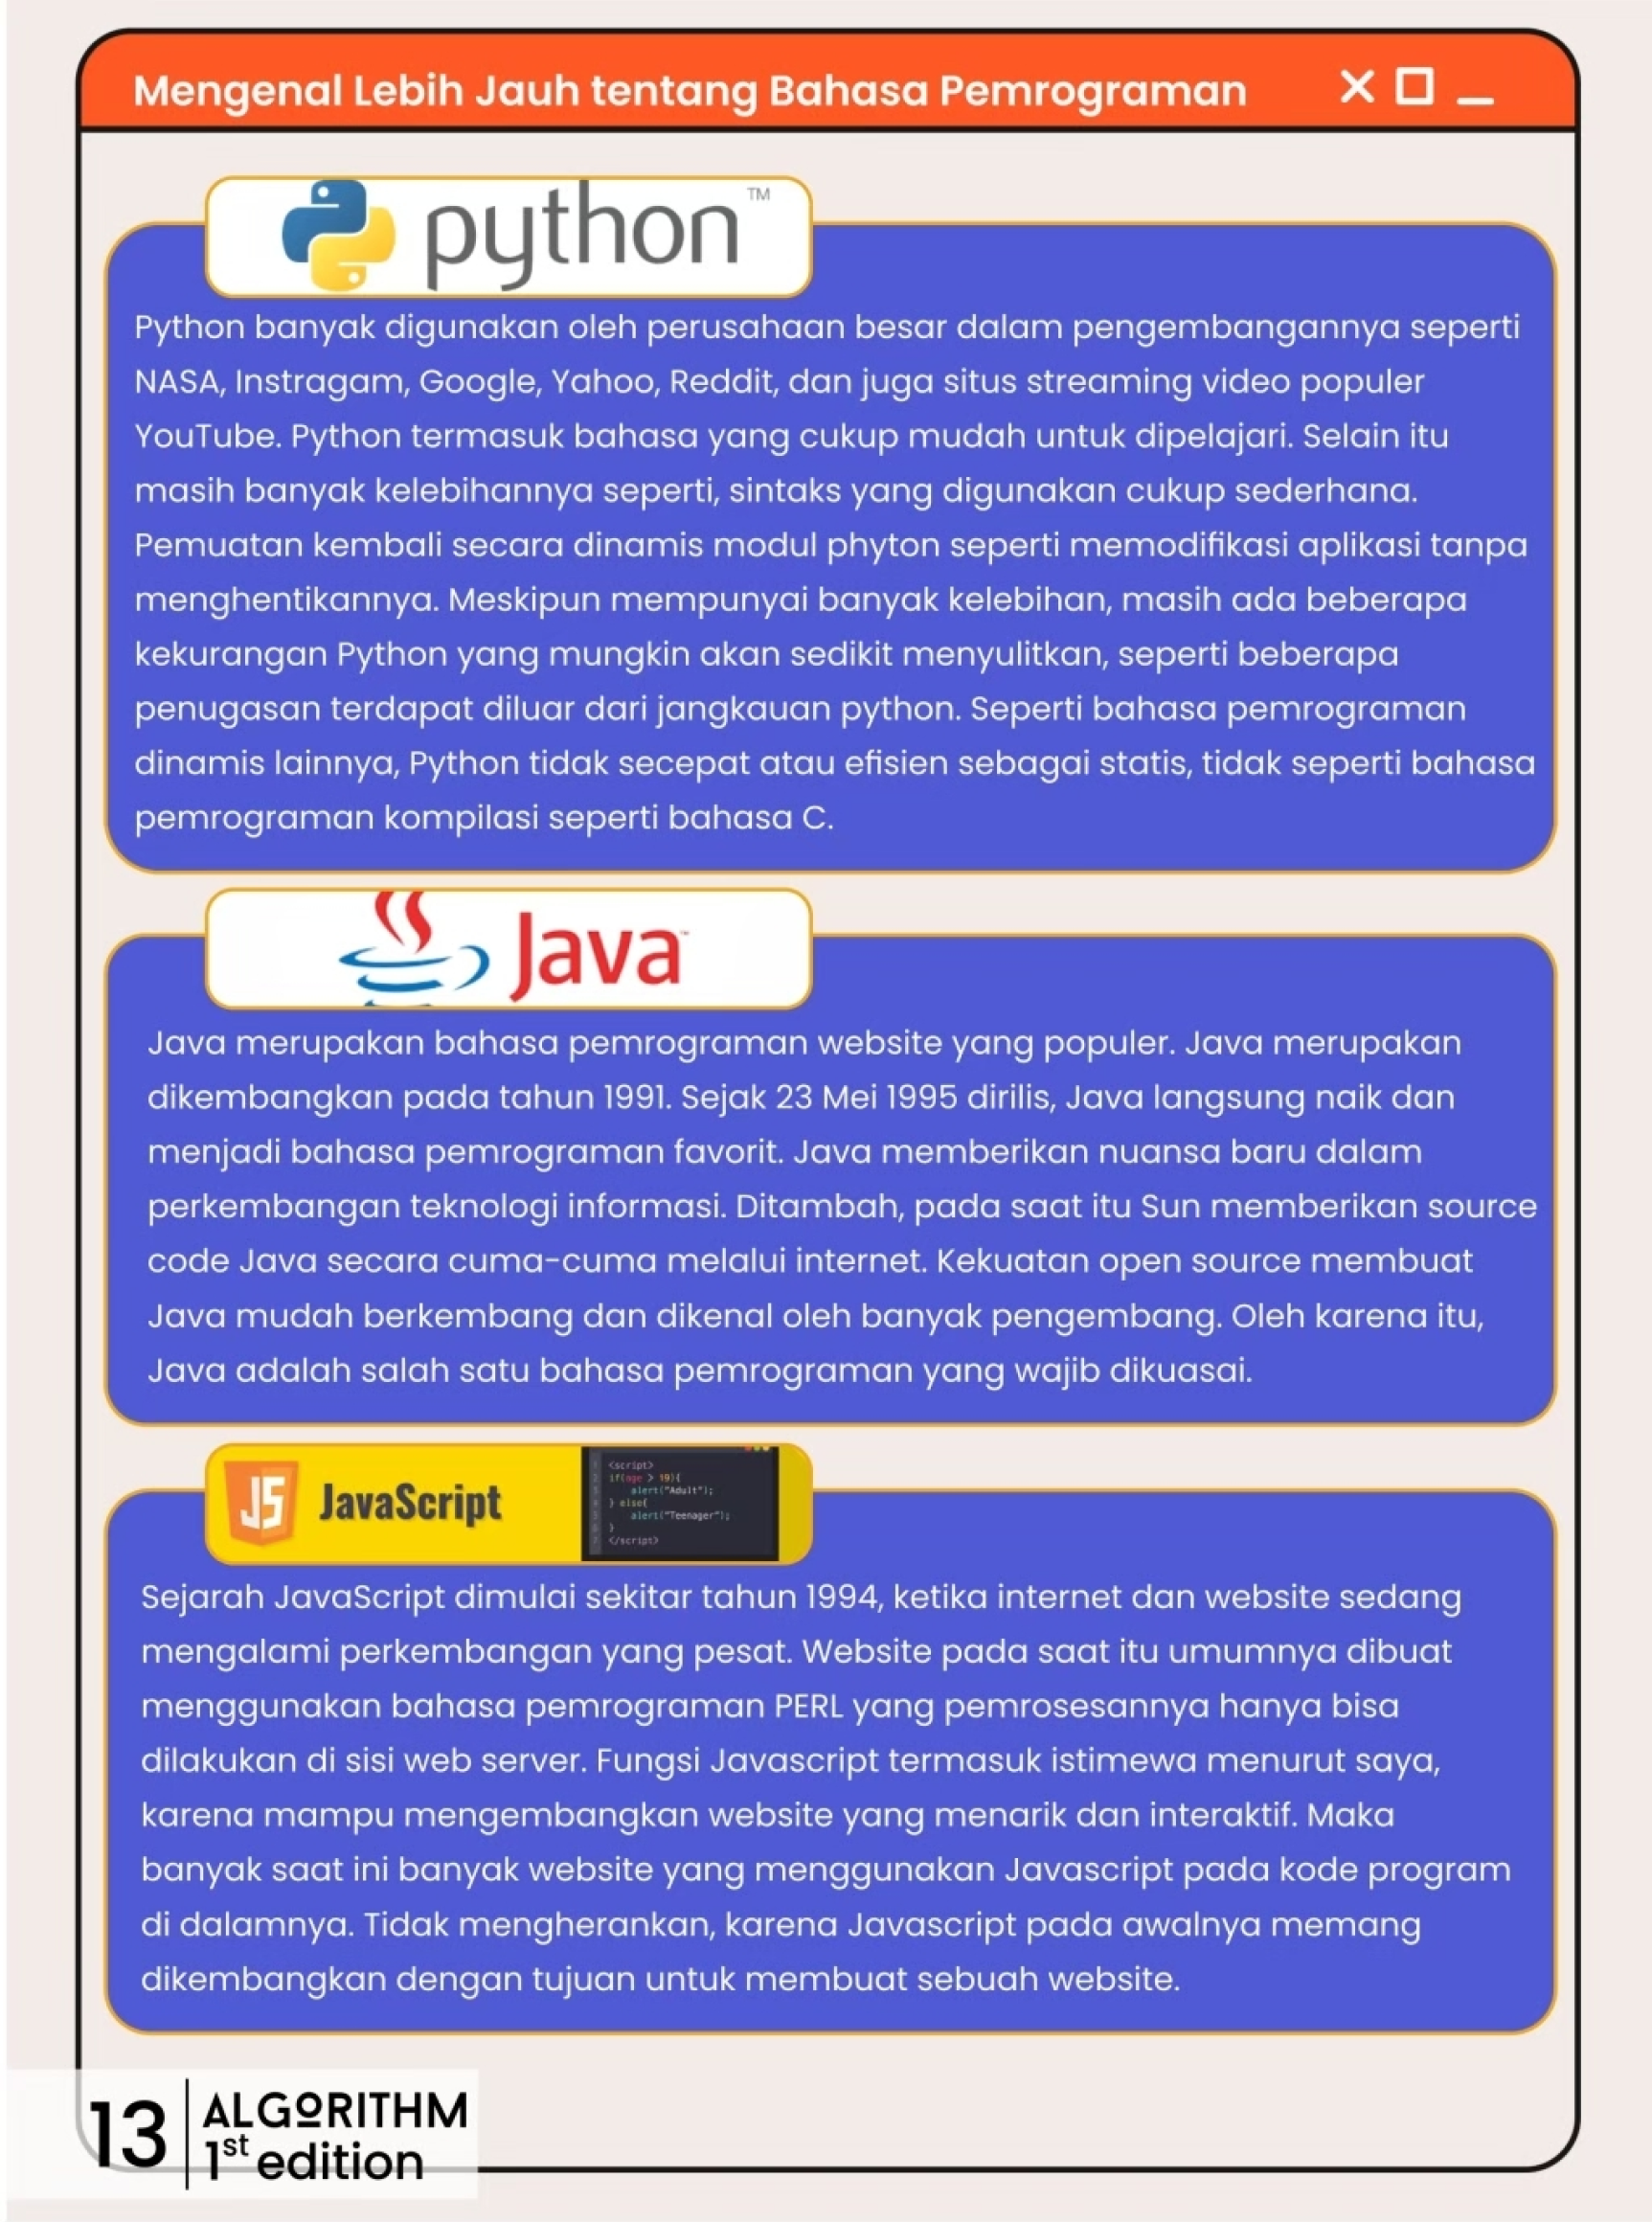 Mengenal Lebih Jauh tentang Bahasa Pemrograman
python™
Python banyak digunakan oleh perusahaan besar dalam pengembangannya seperti
NASA, Instragam, Google, Yahoo, Reddit, dan juga situs streaming video populer
YouTube. Python termasuk bahasa yang cukup mudah untuk dipelajari. Selain itu
masih banyak kelebihannya seperti, sintaks yang digunakan cukup sederhana.
Pemuatan kembali secara dinamis modul phyton seperti memodifikasi aplikasi tanpa
menghentikannya. Meskipun mempunyai banyak kelebihan, masih ada beberapa
kekurangan Python yang mungkin akan sedikit menyulitkan, seperti beberapa
penugasan terdapat diluar dari jangkauan python. Seperti bahasa pemrograman
dinamis lainnya, Python tidak secepat atau efisien sebagai statis, tidak seperti bahasa
pemrograman kompilasi seperti bahasa C.
Java
Java merupakan bahasa pemrograman website yang populer. Java merupakan
dikembangkan pada tahun 1991. Sejak 23 Mei 1995 dirilis, Java langsung naik dan
menjadi bahasa pemrograman favorit. Java memberikan nuansa baru dalam
perkembangan teknologi informasi. Ditambah, pada saat itu Sun memberikan source
code Java secara cuma-cuma melalui internet. Kekuatan open source membuat
Java mudah berkembang dan dikenal oleh banyak pengembang. Oleh karena itu,
Java adalah salah satu bahasa pemrograman yang wajib dikuasai.
JS JavaScript
1 <script>
2 if(age > 19){
3 alert("Adult");
4 } else{
5 alert("Teenager");
6 }
7 </script>
Sejarah JavaScript dimulai sekitar tahun 1994, ketika internet dan website sedang
mengalami perkembangan yang pesat. Website pada saat itu umumnya dibuat
menggunakan bahasa pemrograman PERL yang pemrosesannya hanya bisa
dilakukan di sisi web server. Fungsi Javascript termasuk istimewa menurut saya,
karena mampu mengembangkan website yang menarik dan interaktif. Maka
banyak saat ini banyak website yang menggunakan Javascript pada kode program
di dalamnya. Tidak mengherankan, karena Javascript pada awalnya memang
dikembangkan dengan tujuan untuk membuat sebuah website.
13
ALGORITHM
1st edition